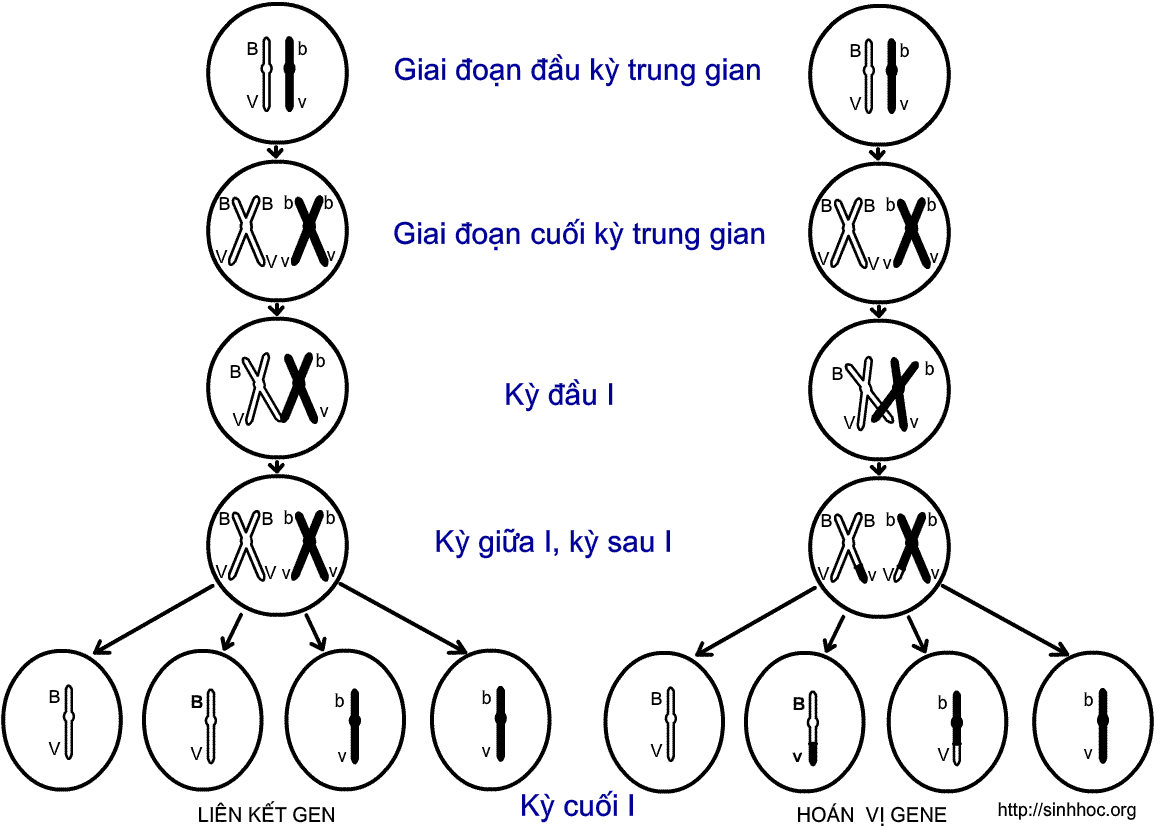 B b Giai đoạn đầu kỳ trung gian B b
V v V v
B B b b Giai đoạn cuối kỳ trung gian B B b b
V V v v V V v v
B b Kỳ đầu I B b
V v V v
B B b b Kỳ giữa I, kỳ sau I B B b b
V V v v V v V v
B B b b B B b b
V V v v V v V v
LIÊN KẾT GEN Kỳ cuối I HOÁN VỊ GENE http://sinhhoc.org